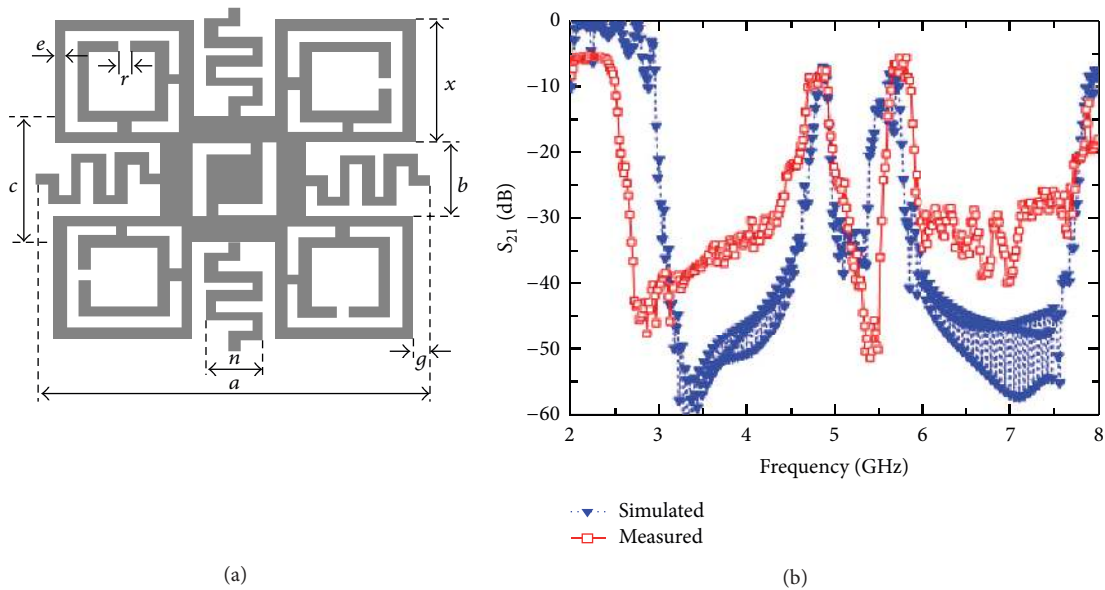 e
r
x
c
b
n
a
g
(a)
0
−10
−20
−30
−40
−50
−60
S21 (dB)
2 3 4 5 6 7 8
Frequency (GHz)
Simulated
Measured
(b)